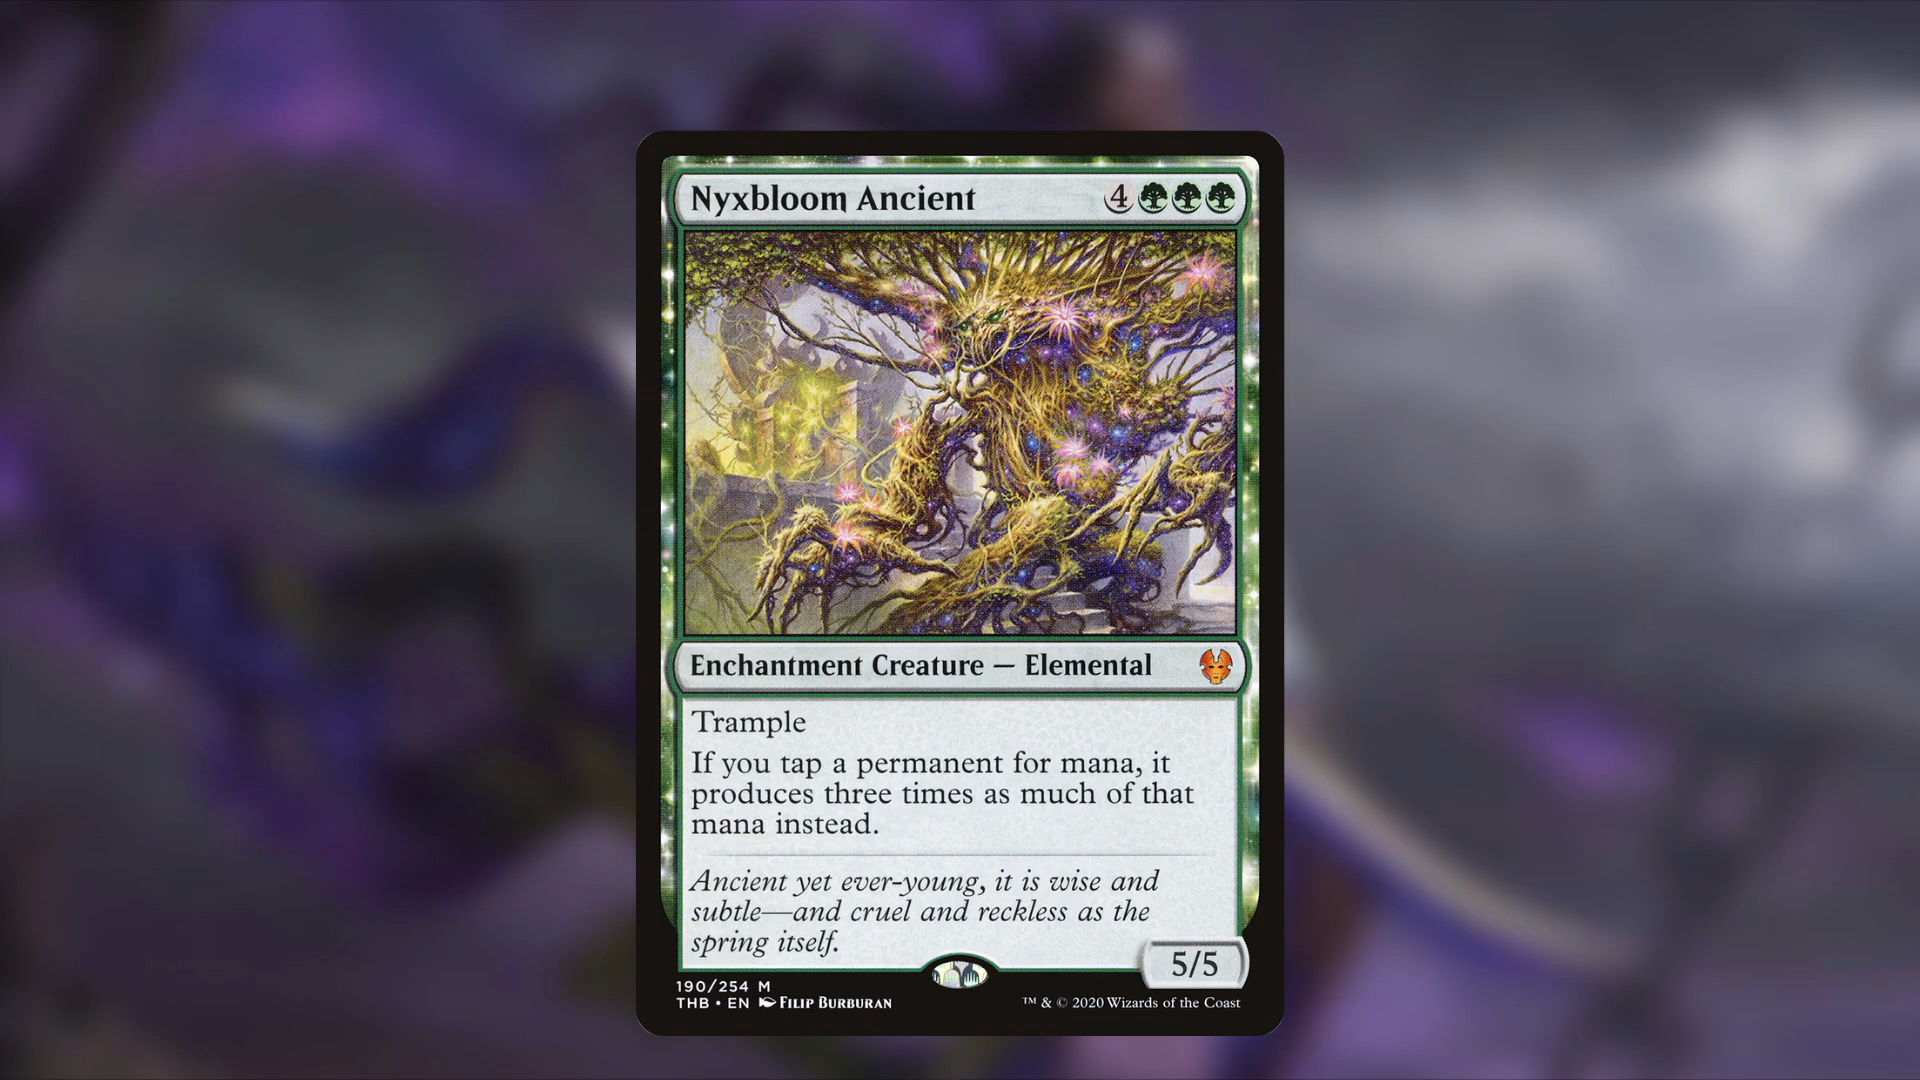 Nyxbloom Ancient 4
Enchantment Creature — Elemental
Trample
If you tap a permanent for mana, it
produces three times as much of that
mana instead.
Ancient yet ever-young, it is wise and
subtle—and cruel and reckless as the
spring itself.
5/5
190/254 M
THB • EN Filip Burburan
™ & © 2020 Wizards of the Coast